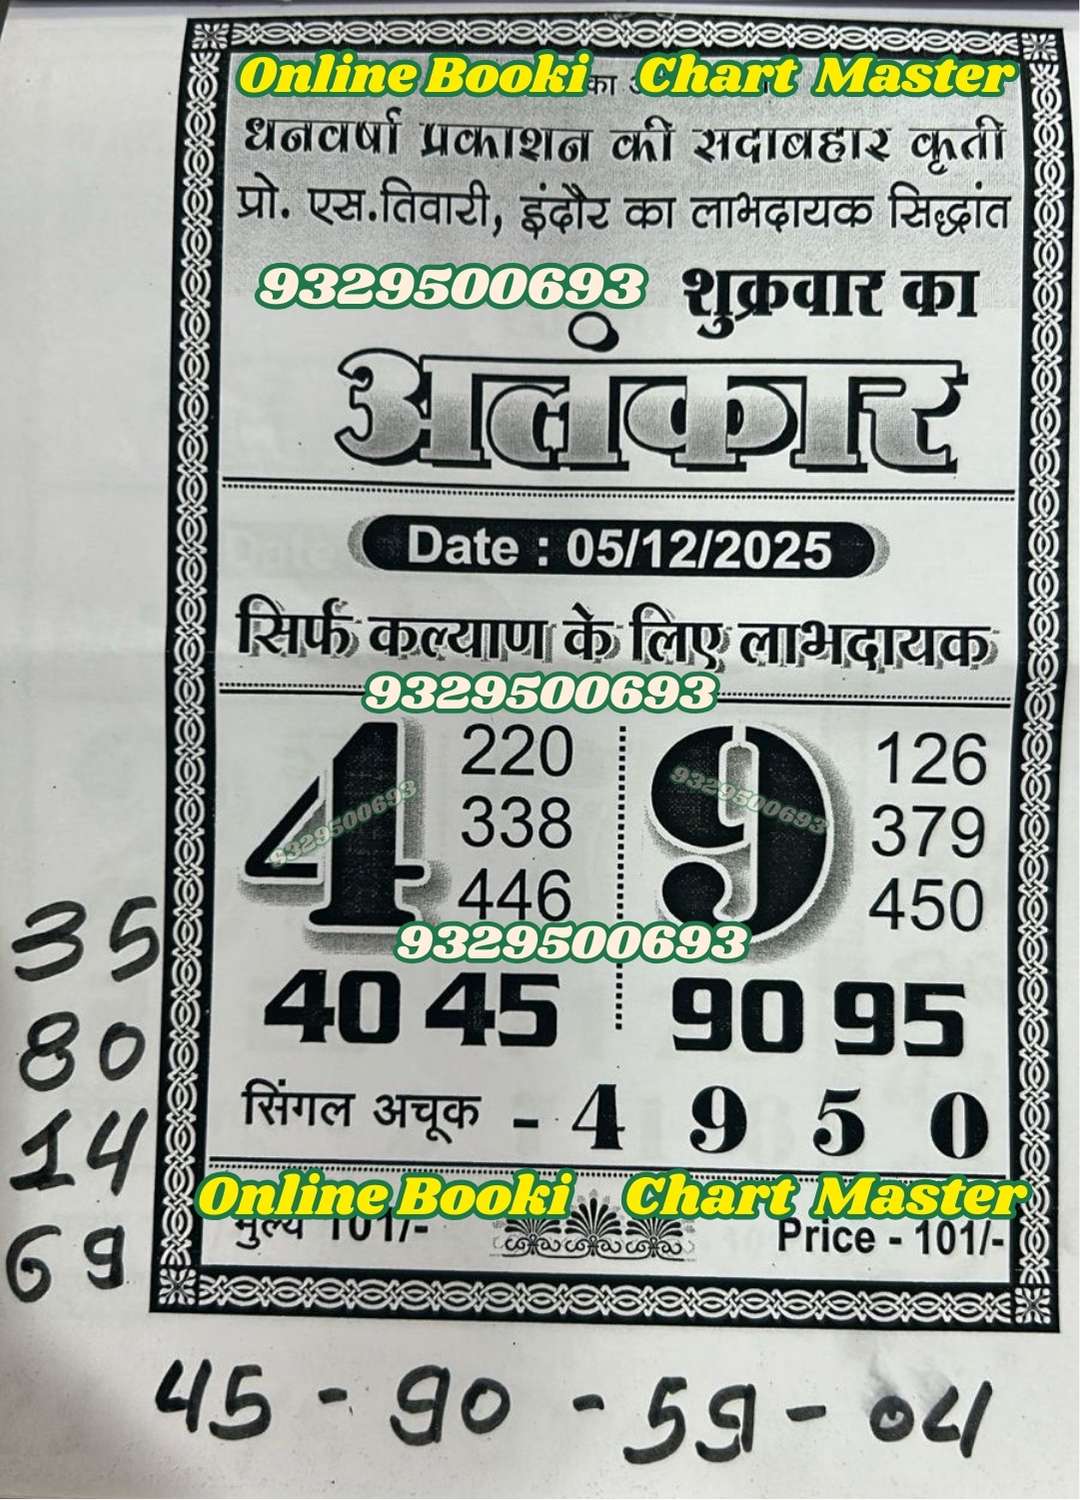 Online Booki का Chart Master
धनवर्षा प्रकाशन की सदाबहार कृती
प्रो. एस.तिवारी, इंदौर का लाभदायक सिद्धांत
9329500693 शुक्रवार का
अलंकार
Date : 05/12/2025
सिर्फ कल्याण के लिए लाभदायक
9329500693
4 220 9 126
9329500693 338 9329500693 379
446 450
9329500693
35
40 45 90 95
80
सिंगल अचूक - 4 9 5 0
14
Online Booki Chart Master
मुल्य 101/- Price - 101/-
69
45 - 90 - 59 - 04